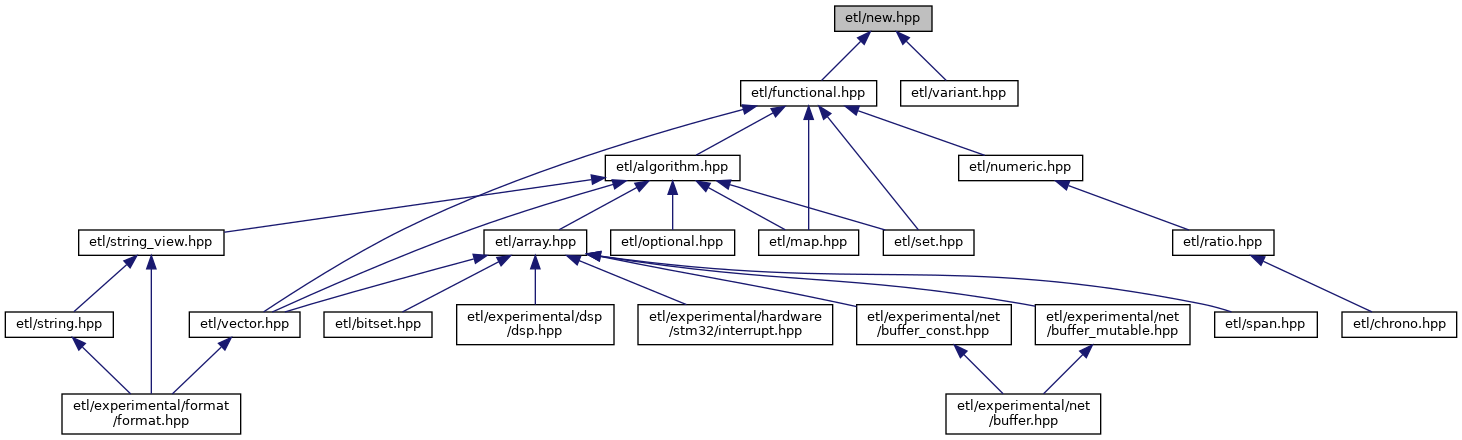 etl/new.hpp
etl/functional.hpp
etl/variant.hpp
etl/algorithm.hpp
etl/numeric.hpp
etl/string_view.hpp
etl/array.hpp
etl/optional.hpp
etl/map.hpp
etl/set.hpp
etl/ratio.hpp
etl/string.hpp
etl/vector.hpp
etl/bitset.hpp
etl/experimental/dsp
/dsp.hpp
etl/experimental/hardware
/stm32/interrupt.hpp
etl/experimental/net
/buffer_const.hpp
etl/experimental/net
/buffer_mutable.hpp
etl/span.hpp
etl/chrono.hpp
etl/experimental/format
/format.hpp
etl/experimental/net
/buffer.hpp